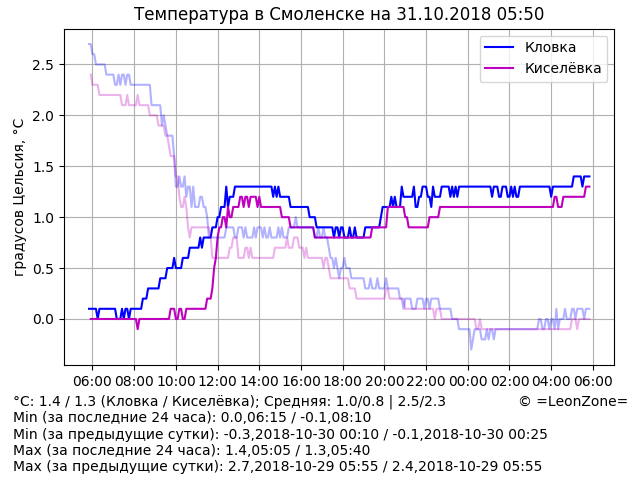 Температура в Смоленске на 31.10.2018 05:50
Кловка
Киселёвка
градусов Цельсия, °C
2.5
2.0
1.5
1.0
0.5
0.0
06:00 08:00 10:00 12:00 14:00 16:00 18:00 20:00 22:00 00:00 02:00 04:00 06:00
°C: 1.4 / 1.3 (Кловка / Киселёвка); Средняя: 1.0/0.8 | 2.5/2.3 © =LeonZone=
Min (за последние 24 часа): 0.0,06:15 / -0.1,08:10
Min (за предыдущие сутки): -0.3,2018-10-30 00:10 / -0.1,2018-10-30 00:25
Max (за последние 24 часа): 1.4,05:05 / 1.3,05:40
Max (за предыдущие сутки): 2.7,2018-10-29 05:55 / 2.4,2018-10-29 05:55